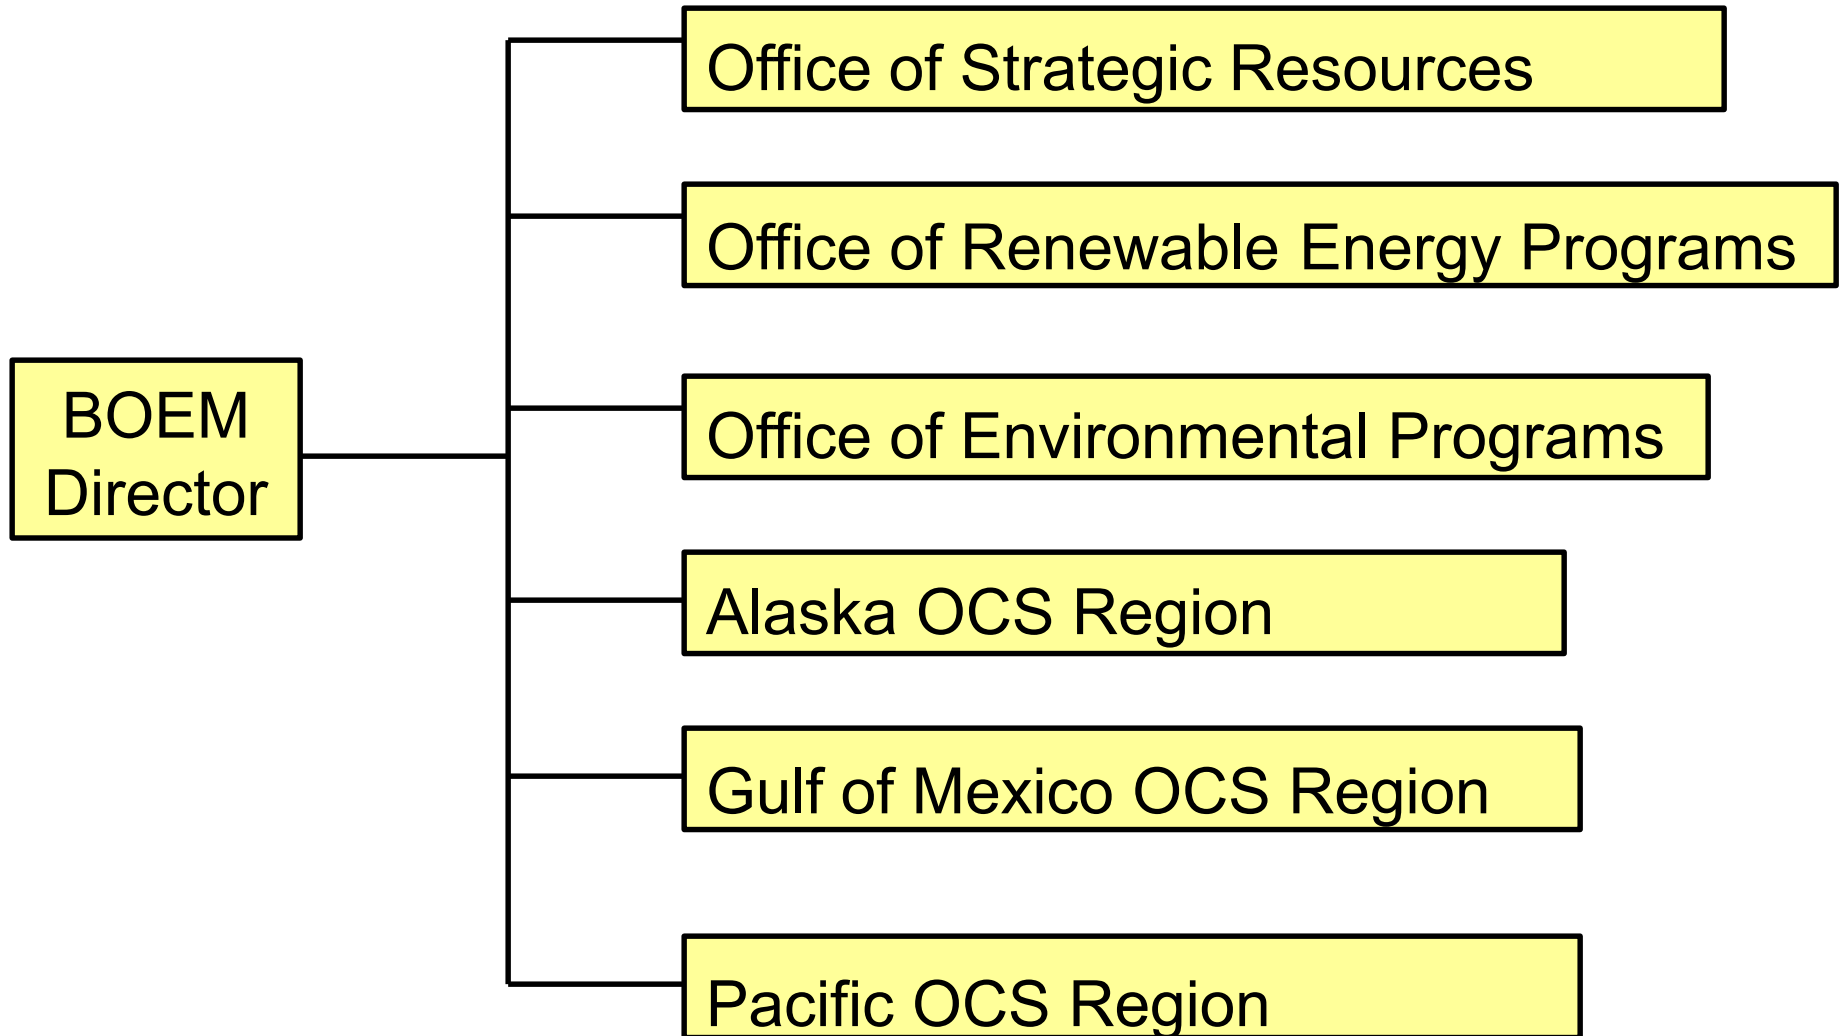 Office of Strategic Resources
Office of Renewable Energy Programs
BOEM
Director
Office of Environmental Programs
Alaska OCS Region
Gulf of Mexico OCS Region
Pacific OCS Region